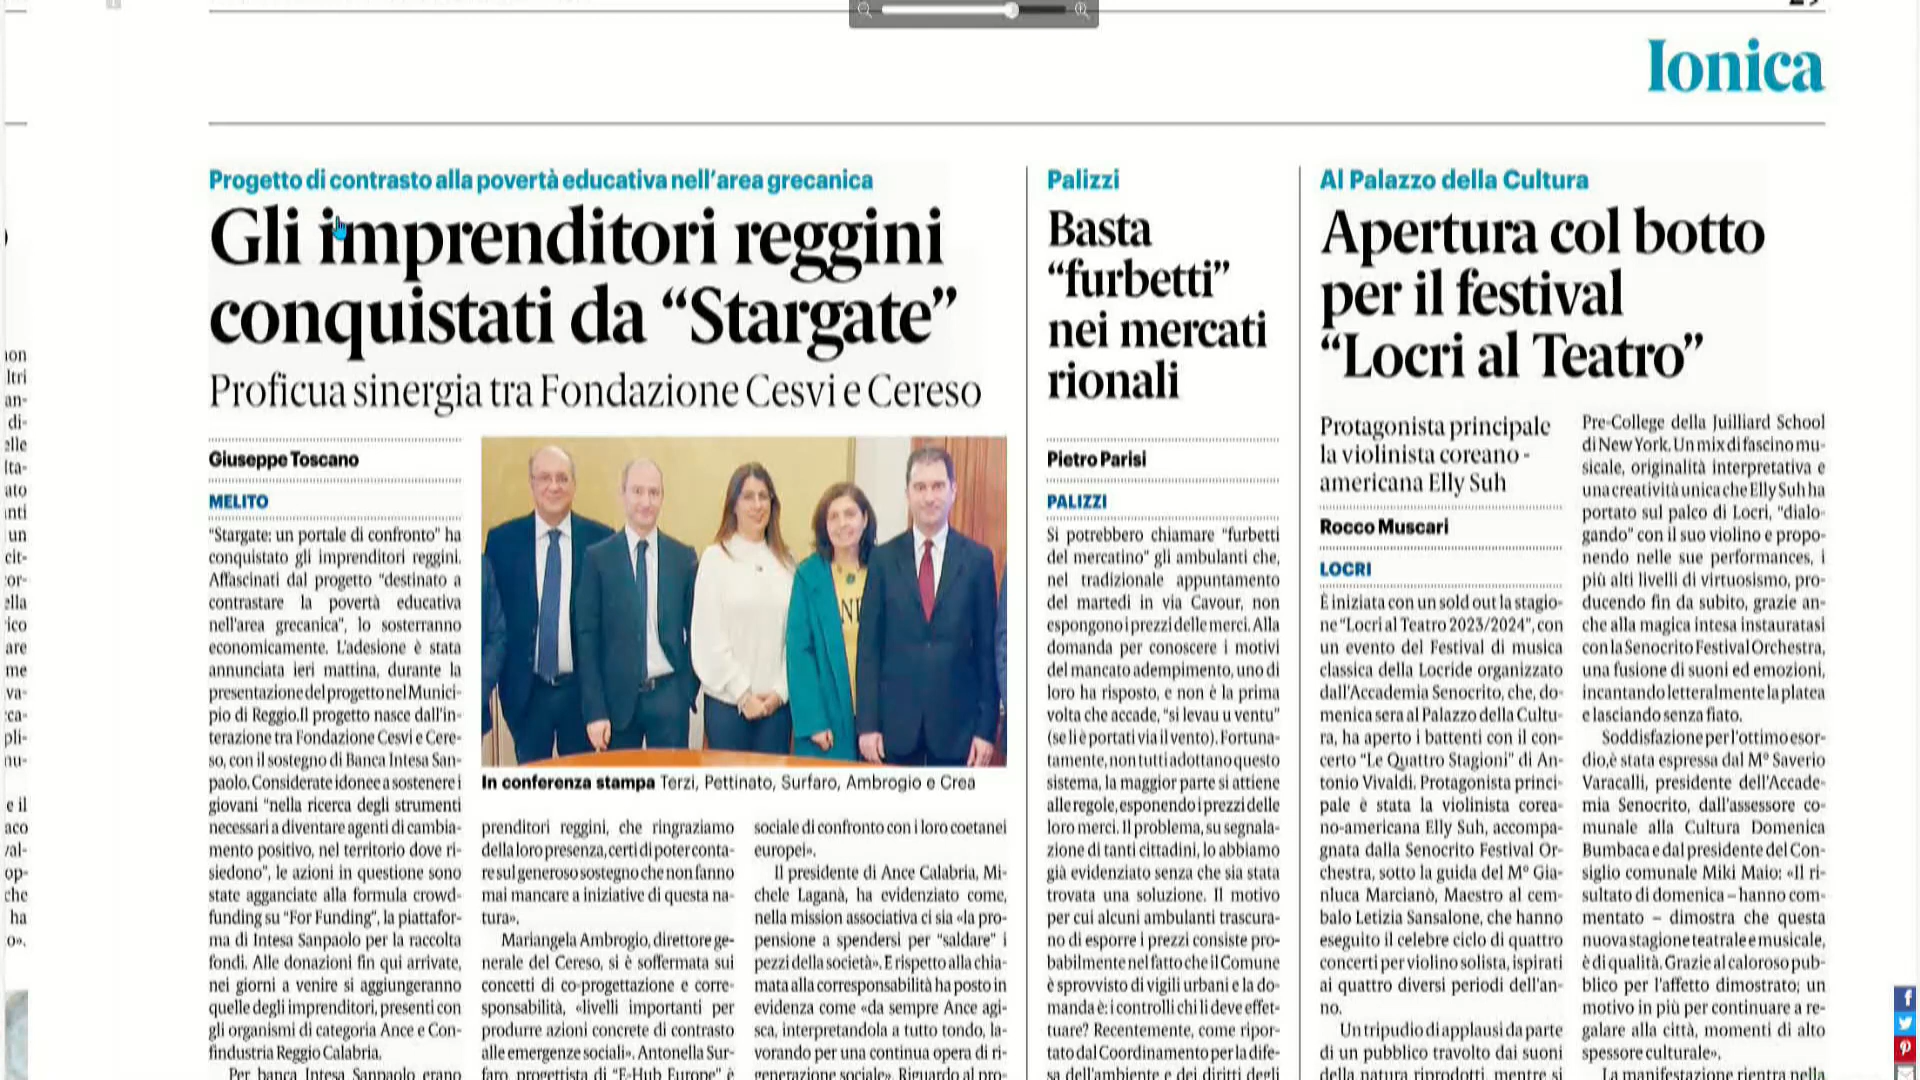 Ionica
Progetto di contrasto alla povertà educativa nell'area grecanica
Gli imprenditori reggini
conquistati da “Stargate”
Proficua sinergia tra Fondazione Cesvi e Cereso
Giuseppe Toscano
MELITO
“Stargate: un portale di confronto” ha
conquistato gli imprenditori reggini.
Affascinati dal progetto “destinato a
contrastare la povertà educativa
nell'area grecanica”, lo sosterranno
economicamente. L'adesione è stata
annunciata ieri mattina, durante la
presentazione del progetto nel Munici-
pio di Reggio.Il progetto nasce dall'in-
terazione tra Fondazione Cesvi e Cere-
so, con il sostegno di Banca Intesa San-
paolo. Considerate idonee a sostenere i
giovani “nella ricerca degli strumenti
necessari a diventare agenti di cambia-
mento positivo, nel territorio dove ri-
siedono”, le azioni in questione sono
state agganciate alla formula crowd-
funding su “For Funding”, la piattafor-
ma di Intesa Sanpaolo per la raccolta
fondi. Alle donazioni fin qui arrivate,
nei giorni a venire si aggiungeranno
quelle degli imprenditori, presenti con
gli organismi di categoria Ance e Con-
findustria Reggio Calabria.
Per banca Intesa Sanpaolo erano
In conferenza stampa Terzi, Pettinato, Surfaro, Ambrogio e Crea
prenditori reggini, che ringraziamo
della loro presenza, certi di poter conta-
re sul generoso sostegno che non fanno
mai mancare a iniziative di questa na-
tura».
Mariangela Ambrogio, direttore ge-
nerale del Cereso, si è soffermata sui
concetti di co-progettazione e corre-
sponsabilità, «livelli importanti per
produrre azioni concrete di contrasto
alle emergenze sociali». Antonella Sur-
faro, progettista di “E-Hub Europe” è
sociale di confronto con i loro coetanei
europei».
Il presidente di Ance Calabria, Mi-
chele Laganà, ha evidenziato come,
nella mission associativa ci sia «la pro-
pensione a spendersi per “saldare” i
pezzi della società». E rispetto alla chia-
mata alla corresponsabilità ha posto in
evidenza come «da sempre Ance agi-
sca, interpretandola a tutto tondo, la-
vorando per una continua opera di ri-
generazione sociale». Riguardo al pro-
Palizzi
Basta
“furbetti”
nei mercati
rionali
Pietro Parisi
PALIZZI
Si potrebbero chiamare “furbetti
del mercatino” gli ambulanti che,
nel tradizionale appuntamento
del martedì in via Cavour, non
espongono i prezzi delle merci. Alla
domanda per conoscere i motivi
del mancato adempimento, uno di
loro ha risposto, e non è la prima
volta che accade, “si levau u ventu”
(se li è portati via il vento). Fortuna-
tamente, non tutti adottano questo
sistema, la maggior parte si attiene
alle regole, esponendo i prezzi delle
loro merci. Il problema, su segnala-
zione di tanti cittadini, lo abbiamo
già evidenziato senza che sia stata
trovata una soluzione. Il motivo
per cui alcuni ambulanti trascura-
no di esporre i prezzi consiste pro-
babilmente nel fatto che il Comune
è sprovvisto di vigili urbani e la do-
manda è: i controlli chi li deve effet-
tuare? Recentemente, come ripor-
tato dal Coordinamento per la dife-
sa dell'ambiente e dei diritti degli
Al Palazzo della Cultura
Apertura col botto
per il festival
“Locri al Teatro”
Protagonista principale
la violinista coreano -
americana Elly Suh
Rocco Muscari
LOCRI
È iniziata con un sold out la stagio-
ne “Locri al Teatro 2023/2024”, con
un evento del Festival di musica
classica della Locride organizzato
dall'Accademia Senocrito, che, do-
menica sera al Palazzo della Cultu-
ra, ha aperto i battenti con il con-
certo “Le Quattro Stagioni” di An-
tonio Vivaldi. Protagonista princi-
pale è stata la violinista corea-
no-americana Elly Suh, accompa-
gnata dalla Senocrito Festival Or-
chestra, sotto la guida del M° Gia-
nluca Marcianò, Maestro al cem-
balo Letizia Sansalone, che hanno
eseguito il celebre ciclo di quattro
concerti per violino solista, ispirati
ai quattro diversi periodi dell'an-
no.
Un tripudio di applausi da parte
di un pubblico travolto dai suoni
della natura riprodotti, mentre si
Pre-College della Juilliard School
di New York. Un mix di fascino mu-
sicale, originalità interpretativa e
una creatività unica che Elly Suh ha
portato sul palco di Locri, “dialo-
gando” con il suo violino e propo-
nendo nelle sue performances, i
più alti livelli di virtuosismo, pro-
ducendo fin da subito, grazie an-
che alla magica intesa instauratasi
con la Senocrito Festival Orchestra,
una fusione di suoni ed emozioni,
incantando letteralmente la platea
e lasciando senza fiato.
Soddisfazione per l'ottimo esor-
dio, è stata espressa dal M° Saverio
Varacalli, presidente dell'Accade-
mia Senocrito, dall'assessore co-
munale alla Cultura Domenica
Bumbaca e dal presidente del Con-
siglio comunale Miki Maio: «Il ri-
sultato di domenica – hanno com-
mentato – dimostra che questa
nuova stagione teatrale e musicale,
è di qualità. Grazie al caloroso pub-
blico per l'affetto dimostrato; un
motivo in più per continuare a re-
galare alla città, momenti di alto
spessore culturale».
La manifestazione rientra nella